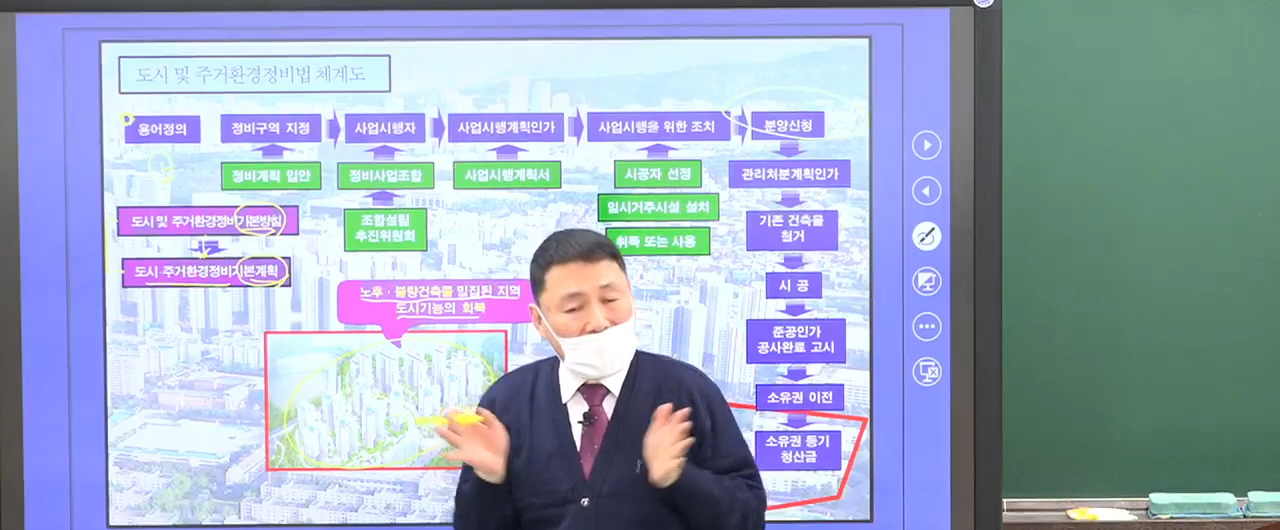 도시 및 주거환경정비법 체계도
용어정의
정비구역 지정
사업시행자
사업시행계획인가
사업시행을 위한 조치
분양신청
정비계획 입안
정비사업조합
사업시행계획서
시공자 선정
관리처분계획인가
도시 및 주거환경정비기본방침
조합설립
추진위원회
임시거주시설 설치
기존 건축물
철거
취득 또는 사용
도시·주거환경정비기본계획
시 공
노후·불량건축물 밀집된 지역
도시기능의 회복
준공인가
공사완료 고시
소유권 이전
소유권 등기
청산금